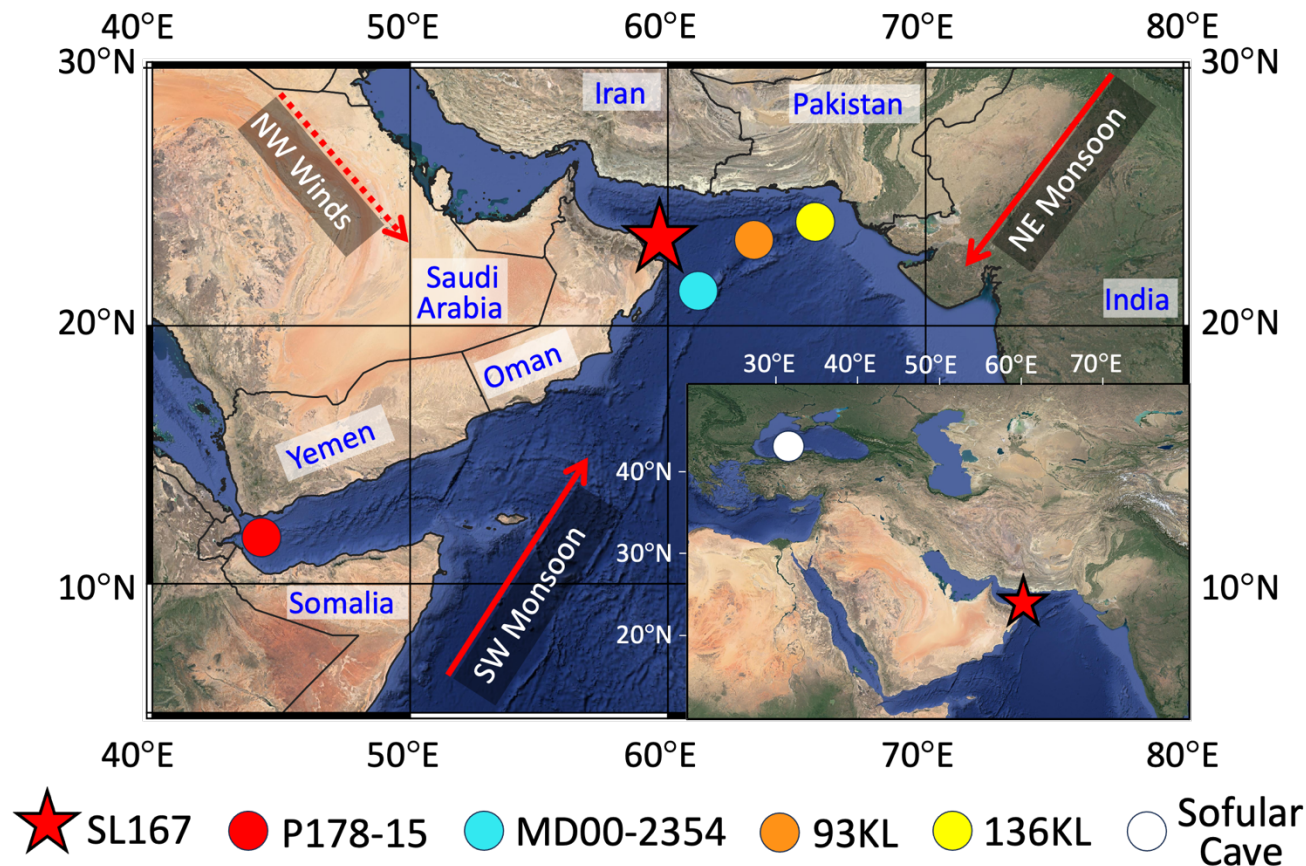 40°E 50°E 60°E 70°E 80°E
30°N 30°N
Iran
Pakistan
NW Winds
NE Monsoon
Saudi
Arabia
India
20°N 20°N
Oman
30°E 40°E 50°E 60°E 70°E
Yemen
40°N
SW Monsoon
30°N
10°N 10°N
Somalia
20°N
40°E 50°E 60°E 70°E 80°E
SL167 P178-15 MD00-2354 93KL 136KL Sofular
Cave